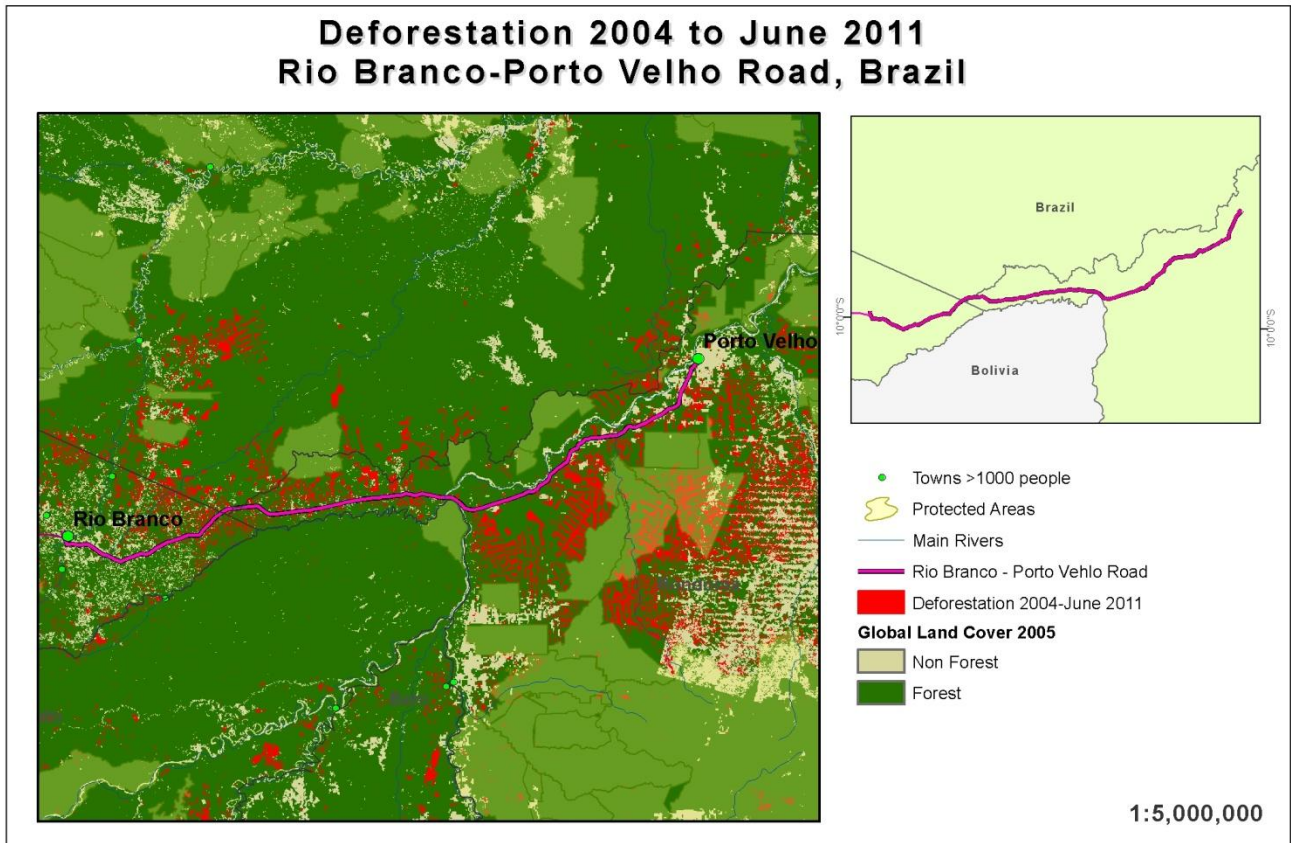 Deforestation 2004 to June 2011
Rio Branco-Porto Velho Road, Brazil
Porto Velho
Rio Branco
Brazil
Bolivia
10°0'0"S
10°0'0"S
Towns >1000 people
Protected Areas
Main Rivers
Rio Branco - Porto Vehlo Road
Deforestation 2004-June 2011
Global Land Cover 2005
Non Forest
Forest
1:5,000,000